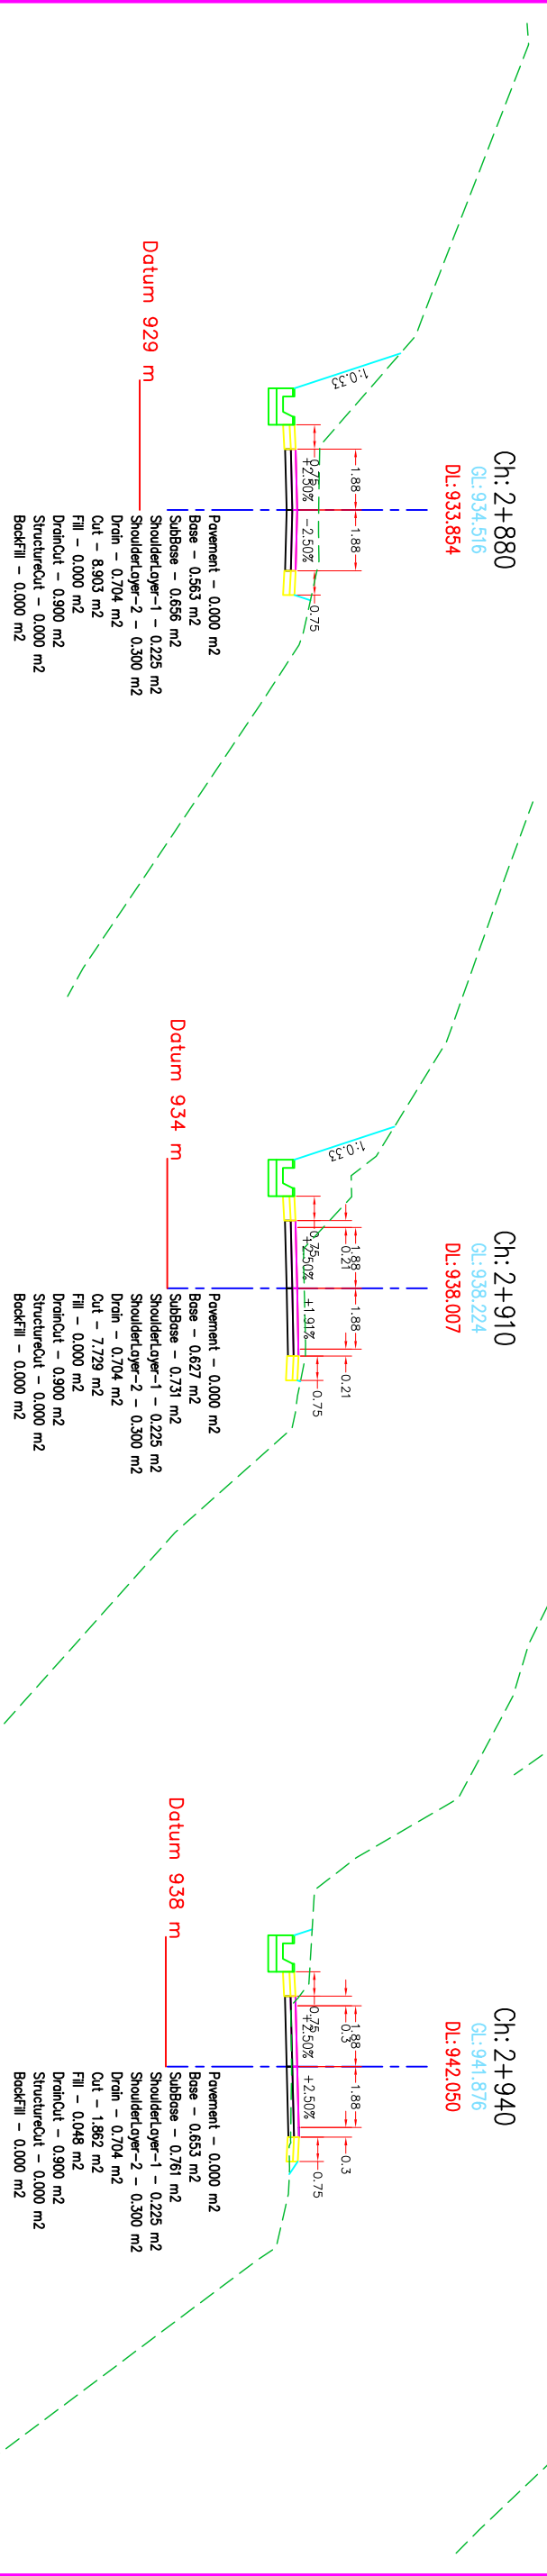 Ch: 2+880
GL:934.516
DL:933.854
1.88
1.88
1:0.33
0.75
0.75
+2.50%
-2.50%
Datum 929 m
Pavement - 0.000 m2
Base - 0.563 m2
SubBase - 0.656 m2
ShoulderLayer-1 - 0.225 m2
ShoulderLayer-2 - 0.300 m2
Drain - 0.704 m2
Cut - 8.903 m2
Fill - 0.000 m2
DrainCut - 0.900 m2
StructureCut - 0.000 m2
BackFill - 0.000 m2
Ch: 2+910
GL:938.224
DL:938.007
1.88
1.88
1:0.33
0.21
0.21
0.75
0.75
+2.50%
+1.91%
Datum 934 m
Pavement - 0.000 m2
Base - 0.627 m2
SubBase - 0.731 m2
ShoulderLayer-1 - 0.225 m2
ShoulderLayer-2 - 0.300 m2
Drain - 0.704 m2
Cut - 7.729 m2
Fill - 0.000 m2
DrainCut - 0.900 m2
StructureCut - 0.000 m2
BackFill - 0.000 m2
Ch: 2+940
GL:941.876
DL:942.050
1.88
1.88
0.3
0.3
0.75
0.75
+2.50%
+2.50%
Datum 938 m
Pavement - 0.000 m2
Base - 0.653 m2
SubBase - 0.761 m2
ShoulderLayer-1 - 0.225 m2
ShoulderLayer-2 - 0.300 m2
Drain - 0.704 m2
Cut - 1.862 m2
Fill - 0.048 m2
DrainCut - 0.900 m2
StructureCut - 0.000 m2
BackFill - 0.000 m2